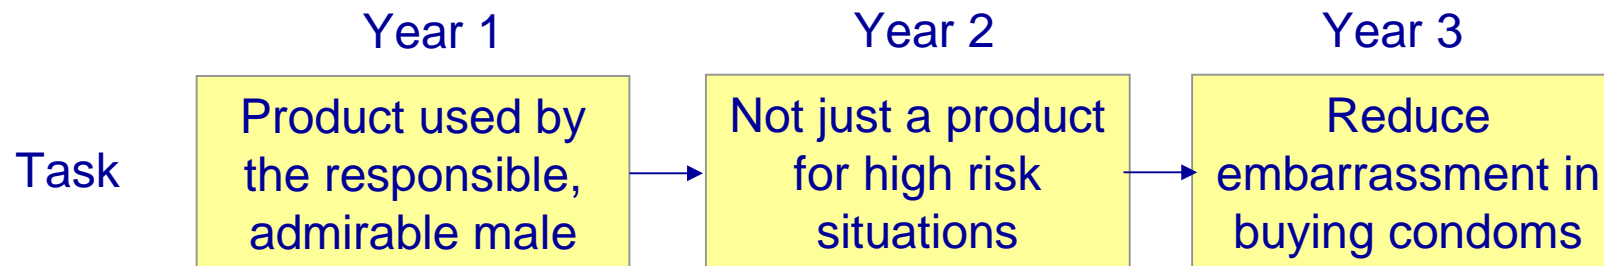 Year 1
Year 2
Year 3
Task
Product used by
the responsible,
admirable male
Not just a product
for high risk
situations
Reduce
embarrassment in
buying condoms